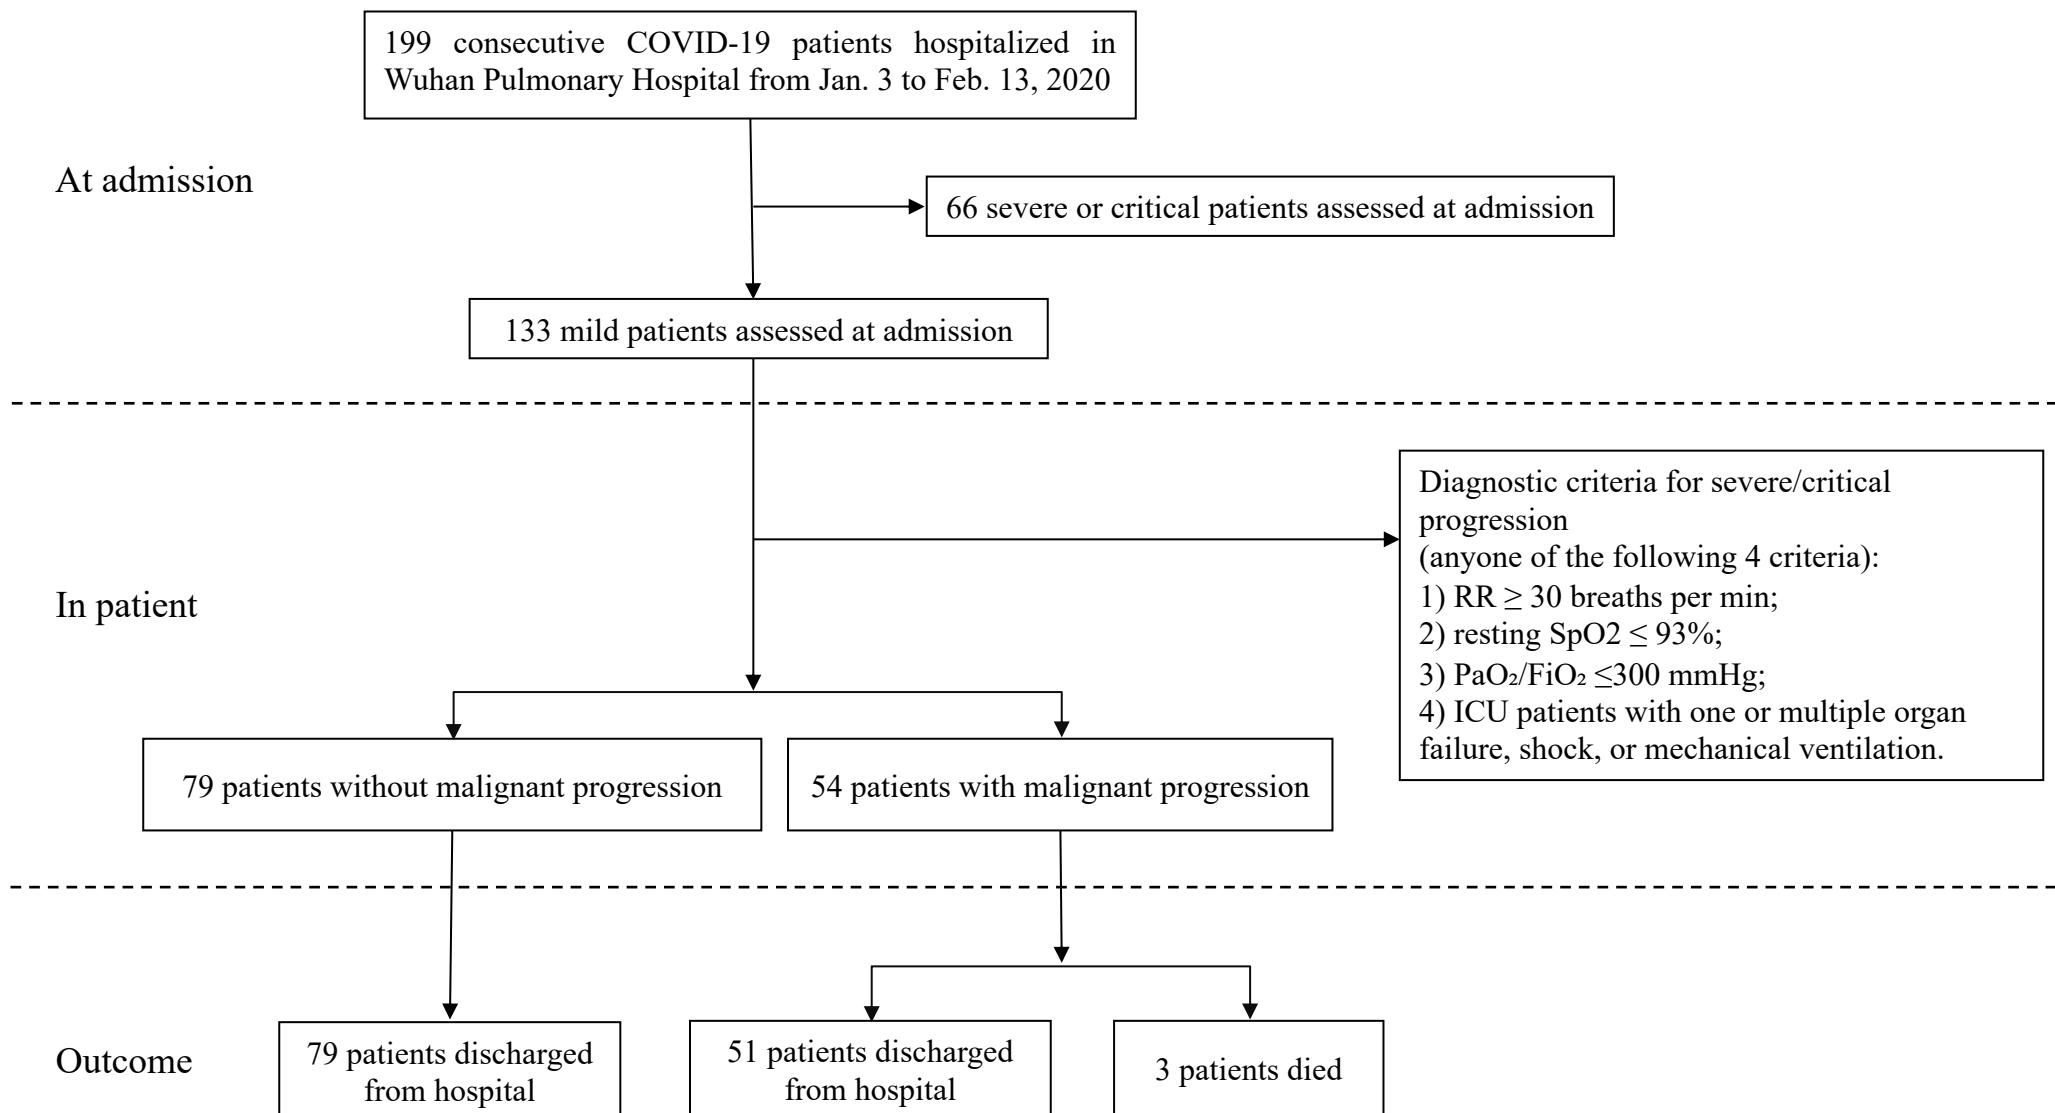 199 consecutive COVID-19 patients hospitalized in
Wuhan Pulmonary Hospital from Jan. 3 to Feb. 13, 2020
At admission
66 severe or critical patients assessed at admission
133 mild patients assessed at admission
Diagnostic criteria for severe/critical
progression
(anyone of the following 4 criteria):
1) RR ≥ 30 breaths per min;
2) resting SpO2 ≤ 93%;
3) PaO₂/FiO₂ ≤300 mmHg;
4) ICU patients with one or multiple organ
failure, shock, or mechanical ventilation.
In patient
79 patients without malignant progression
54 patients with malignant progression
Outcome
79 patients discharged
from hospital
51 patients discharged
from hospital
3 patients died